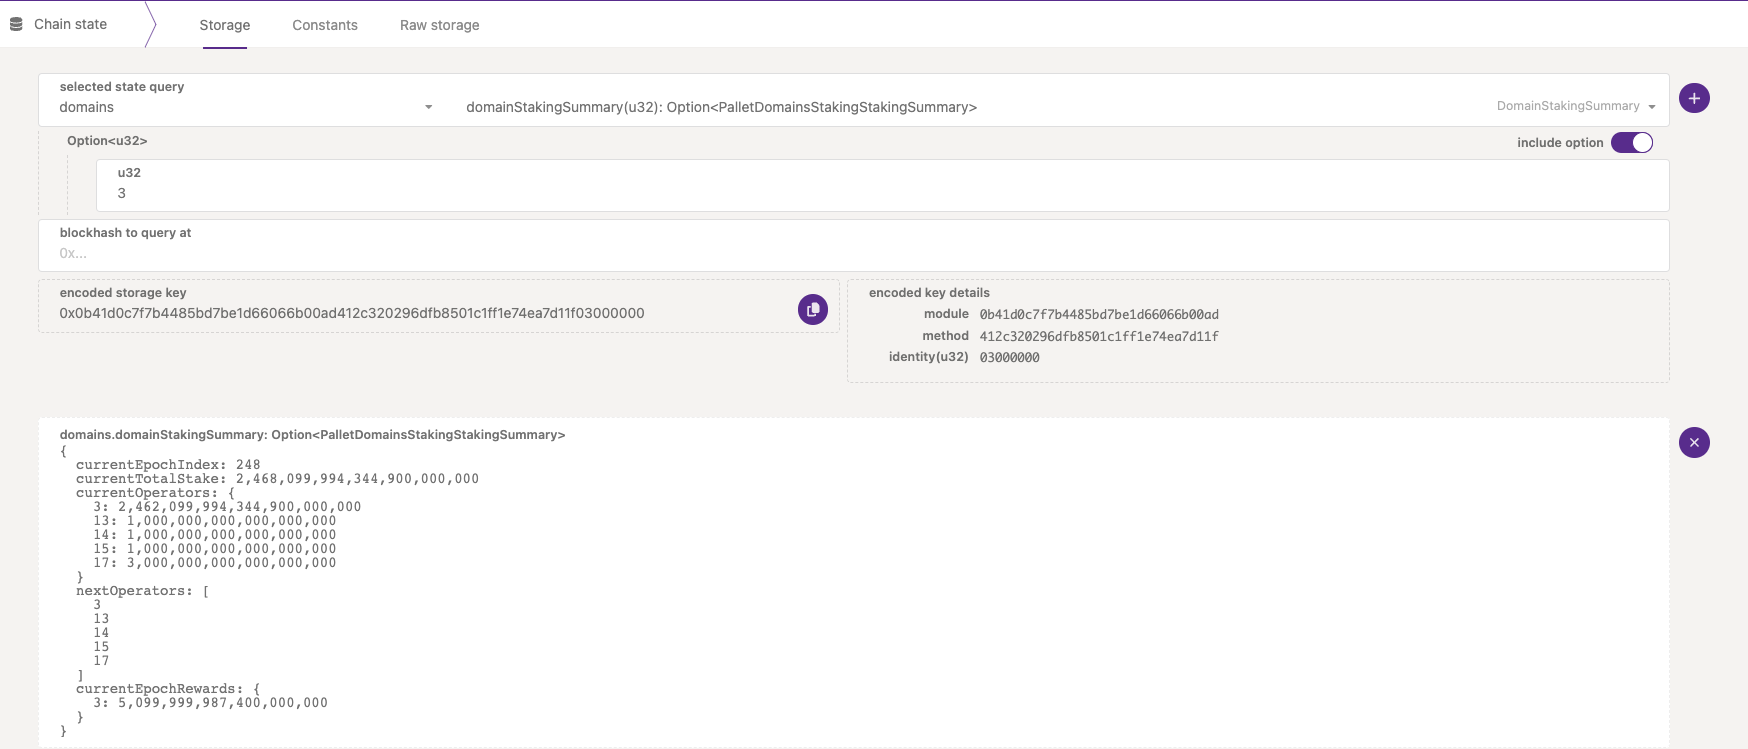 Chain state
Storage
Constants
Raw storage
selected state query
domains
domainStakingSummary(u32): Option<PalletDomainsStakingStakingSummary>
DomainStakingSummary
Option<u32>
include option
u32
3
blockhash to query at
0x...
encoded storage key
0x0b41d0c7f7b4485bd7be1d66066b00ad412c320296dfb8501c1ff1e74ea7d11f03000000
encoded key details
module 0b41d0c7f7b4485bd7be1d66066b00ad
method 412c320296dfb8501c1ff1e74ea7d11f
identity(u32) 03000000
domains.domainStakingSummary: Option<PalletDomainsStakingStakingSummary>
{
currentEpochIndex: 248
currentTotalStake: 2,468,099,994,344,900,000,000
currentOperators: {
3: 2,462,099,994,344,900,000,000
13: 1,000,000,000,000,000,000
14: 1,000,000,000,000,000,000
15: 1,000,000,000,000,000,000
17: 3,000,000,000,000,000,000
}
nextOperators: [
3
13
14
15
17
]
currentEpochRewards: {
3: 5,099,999,987,400,000,000
}
}